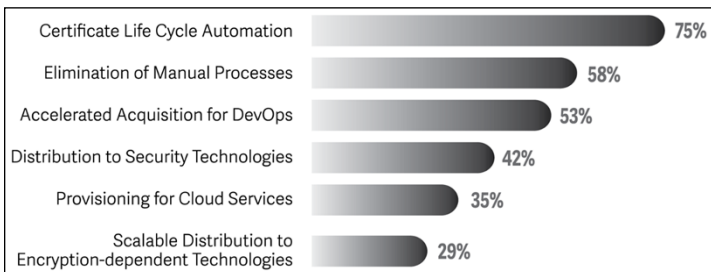 Certificate Life Cycle Automation 75%
Elimination of Manual Processes 58%
Accelerated Acquisition for DevOps 53%
Distribution to Security Technologies 42%
Provisioning for Cloud Services 35%
Scalable Distribution to
Encryption-dependent Technologies 29%